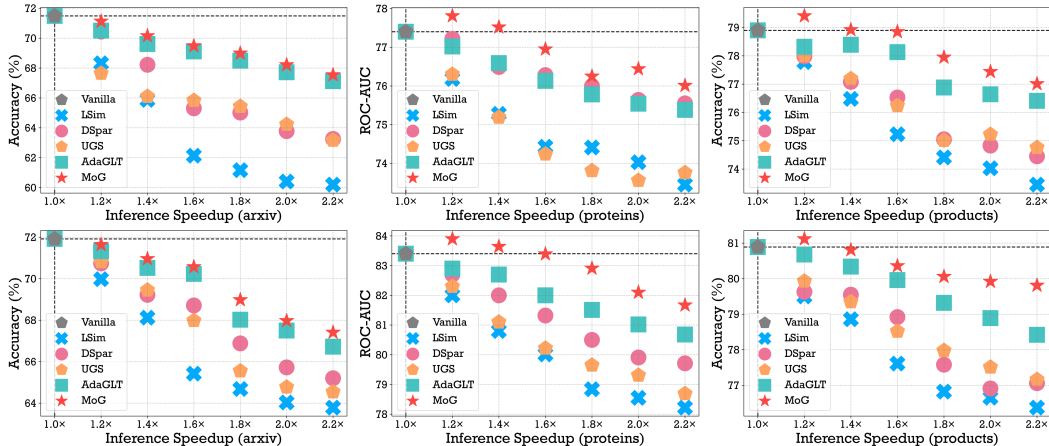 72
70
68
66
64
62
60
Accuracy (%)
Vanilla
LSim
DSpar
UGS
AdaGLT
MoG
1.0× 1.2× 1.4× 1.6× 1.8× 2.0× 2.2×
Inference Speedup (arxiv)
78
77
76
75
74
ROC-AUC
Vanilla
LSim
DSpar
UGS
AdaGLT
MoG
1.0× 1.2× 1.4× 1.6× 1.8× 2.0× 2.2×
Inference Speedup (proteins)
79
78
77
76
75
74
Accuracy (%)
Vanilla
LSim
DSpar
UGS
AdaGLT
MoG
1.0× 1.2× 1.4× 1.6× 1.8× 2.0× 2.2×
Inference Speedup (products)
72
70
68
66
64
Accuracy (%)
Vanilla
LSim
DSpar
UGS
AdaGLT
MoG
1.0× 1.2× 1.4× 1.6× 1.8× 2.0× 2.2×
Inference Speedup (arxiv)
84
83
82
81
80
79
78
ROC-AUC
Vanilla
LSim
DSpar
UGS
AdaGLT
MoG
1.0× 1.2× 1.4× 1.6× 1.8× 2.0× 2.2×
Inference Speedup (proteins)
81
80
79
78
77
Accuracy (%)
Vanilla
LSim
DSpar
UGS
AdaGLT
MoG
1.0× 1.2× 1.4× 1.6× 1.8× 2.0× 2.2×
Inference Speedup (products)